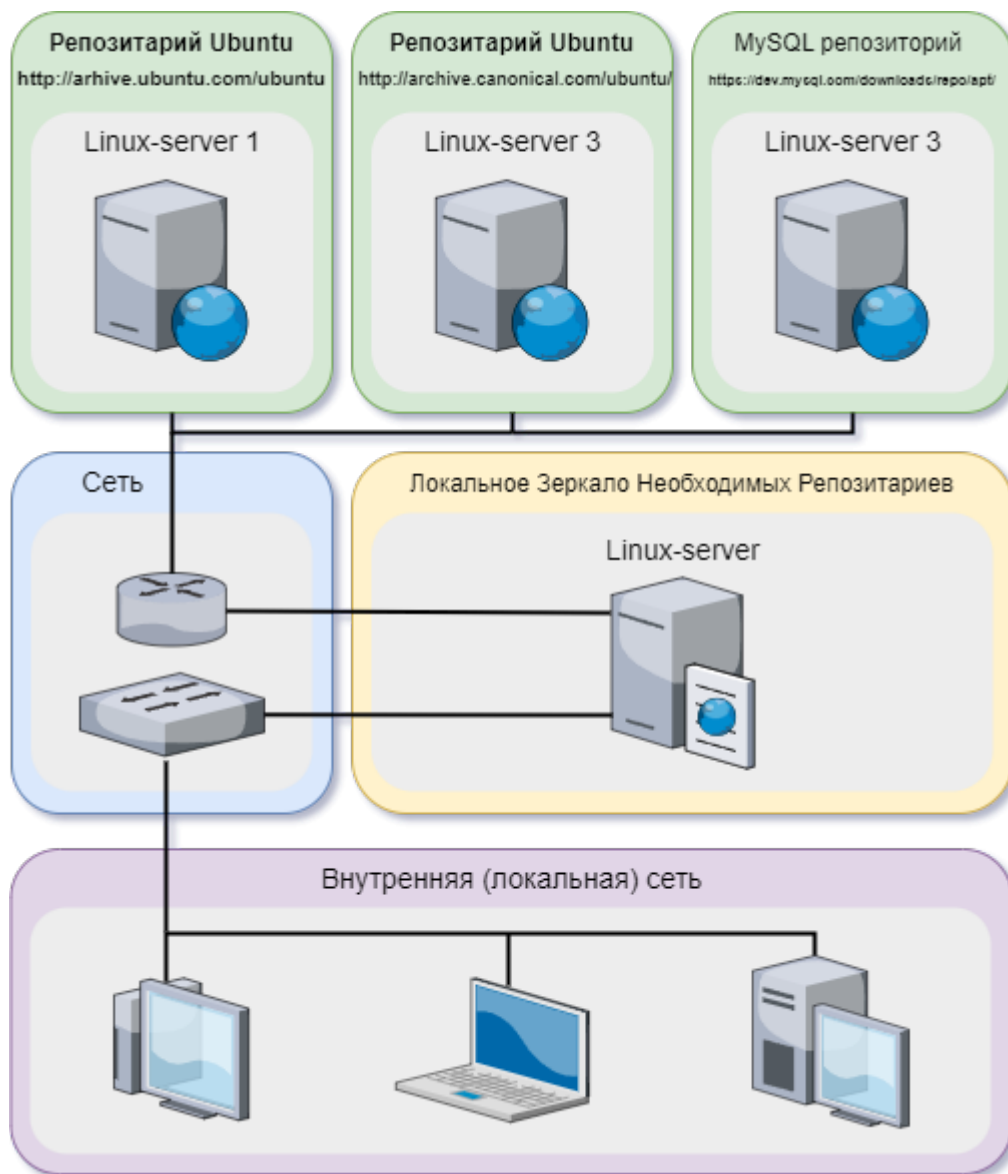 Репозитарий Ubuntu
http://arhive.ubuntu.com/ubuntu
Linux-server 1
Репозитарий Ubuntu
http://archive.canonical.com/ubuntu/
Linux-server 3
MySQL репозиторий
https://dev.mysql.com/downloads/repo/apt/
Linux-server 3
Сеть
Локальное Зеркало Необходимых Репозитариев
Linux-server
Внутренняя (локальная) сеть